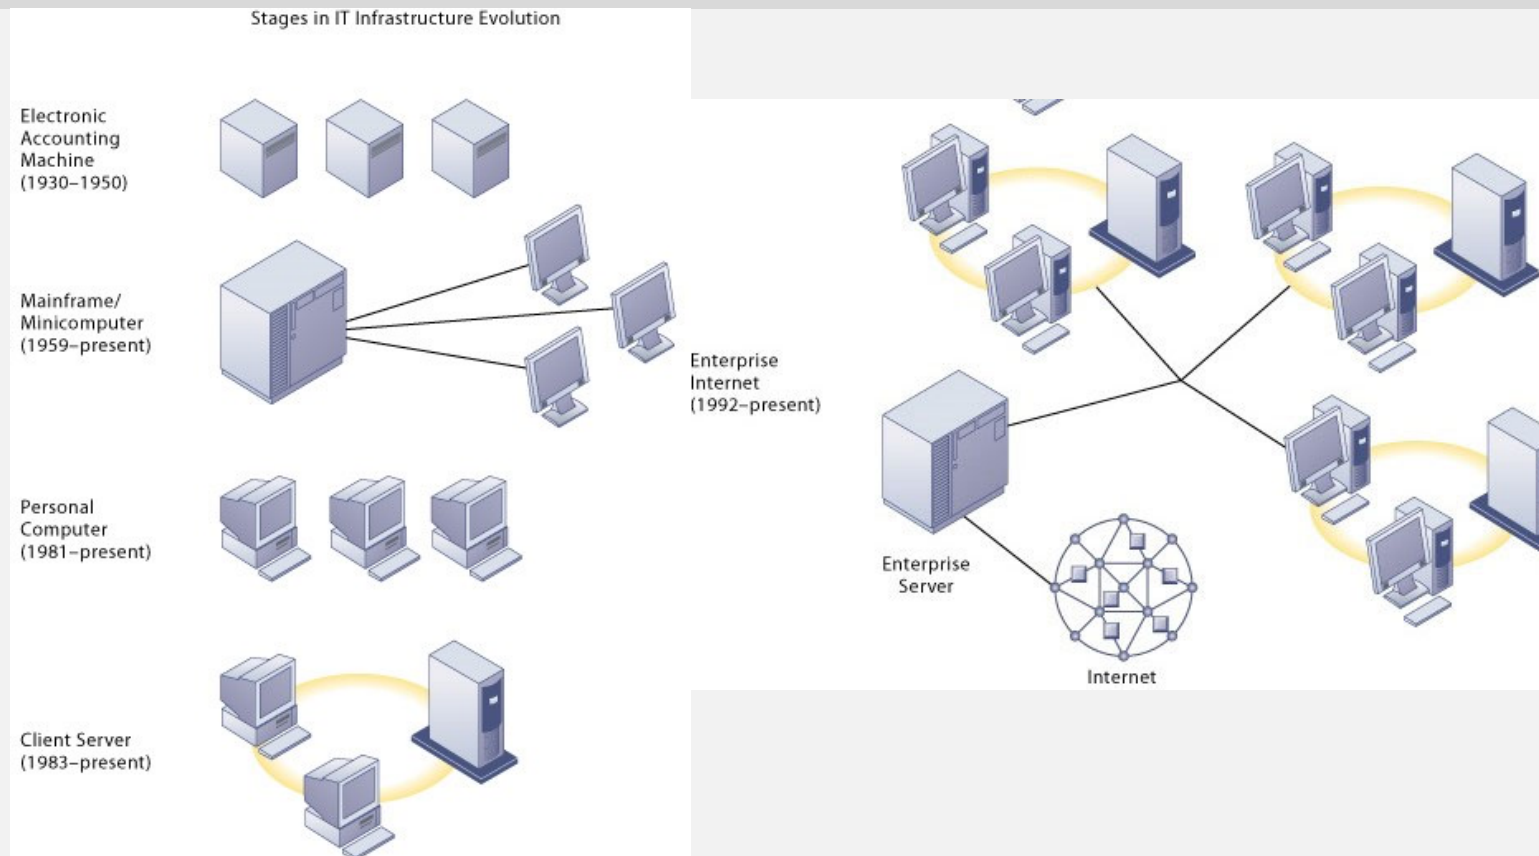 Stages in IT Infrastructure Evolution
Electronic
Accounting
Machine
(1930–1950)
Mainframe/
Minicomputer
(1959–present)
Personal
Computer
(1981–present)
Client Server
(1983–present)
Enterprise
Internet
(1992–present)
Enterprise
Server
Internet